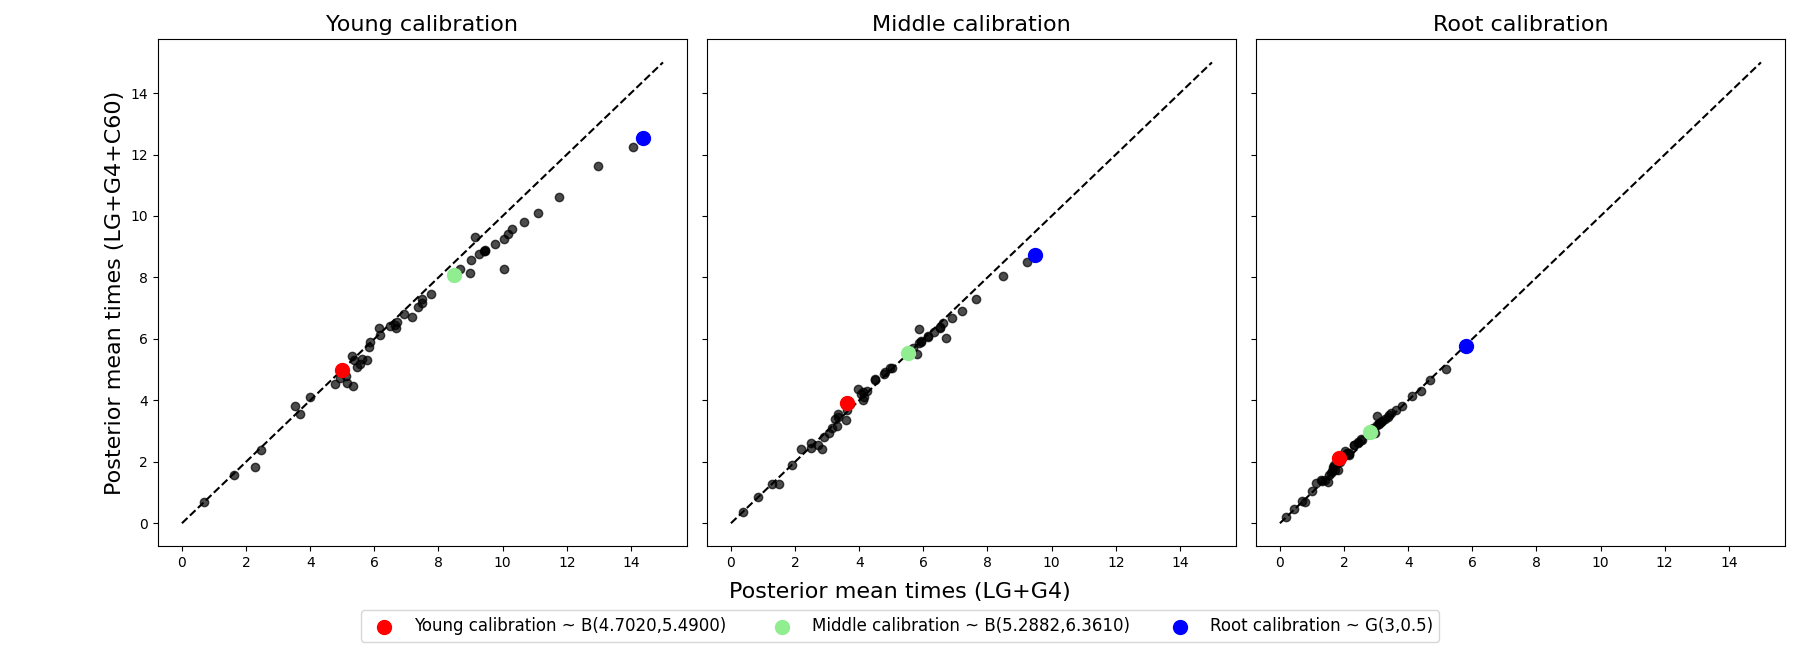 Young calibration
Middle calibration
Root calibration
Posterior mean times (LG+G4+C60)
14
12
10
8
6
4
2
0
0 2 4 6 8 10 12 14
0 2 4 6 8 10 12 14
0 2 4 6 8 10 12 14
Posterior mean times (LG+G4)
Young calibration ~ B(4.7020,5.4900)
Middle calibration ~ B(5.2882,6.3610)
Root calibration ~ G(3,0.5)